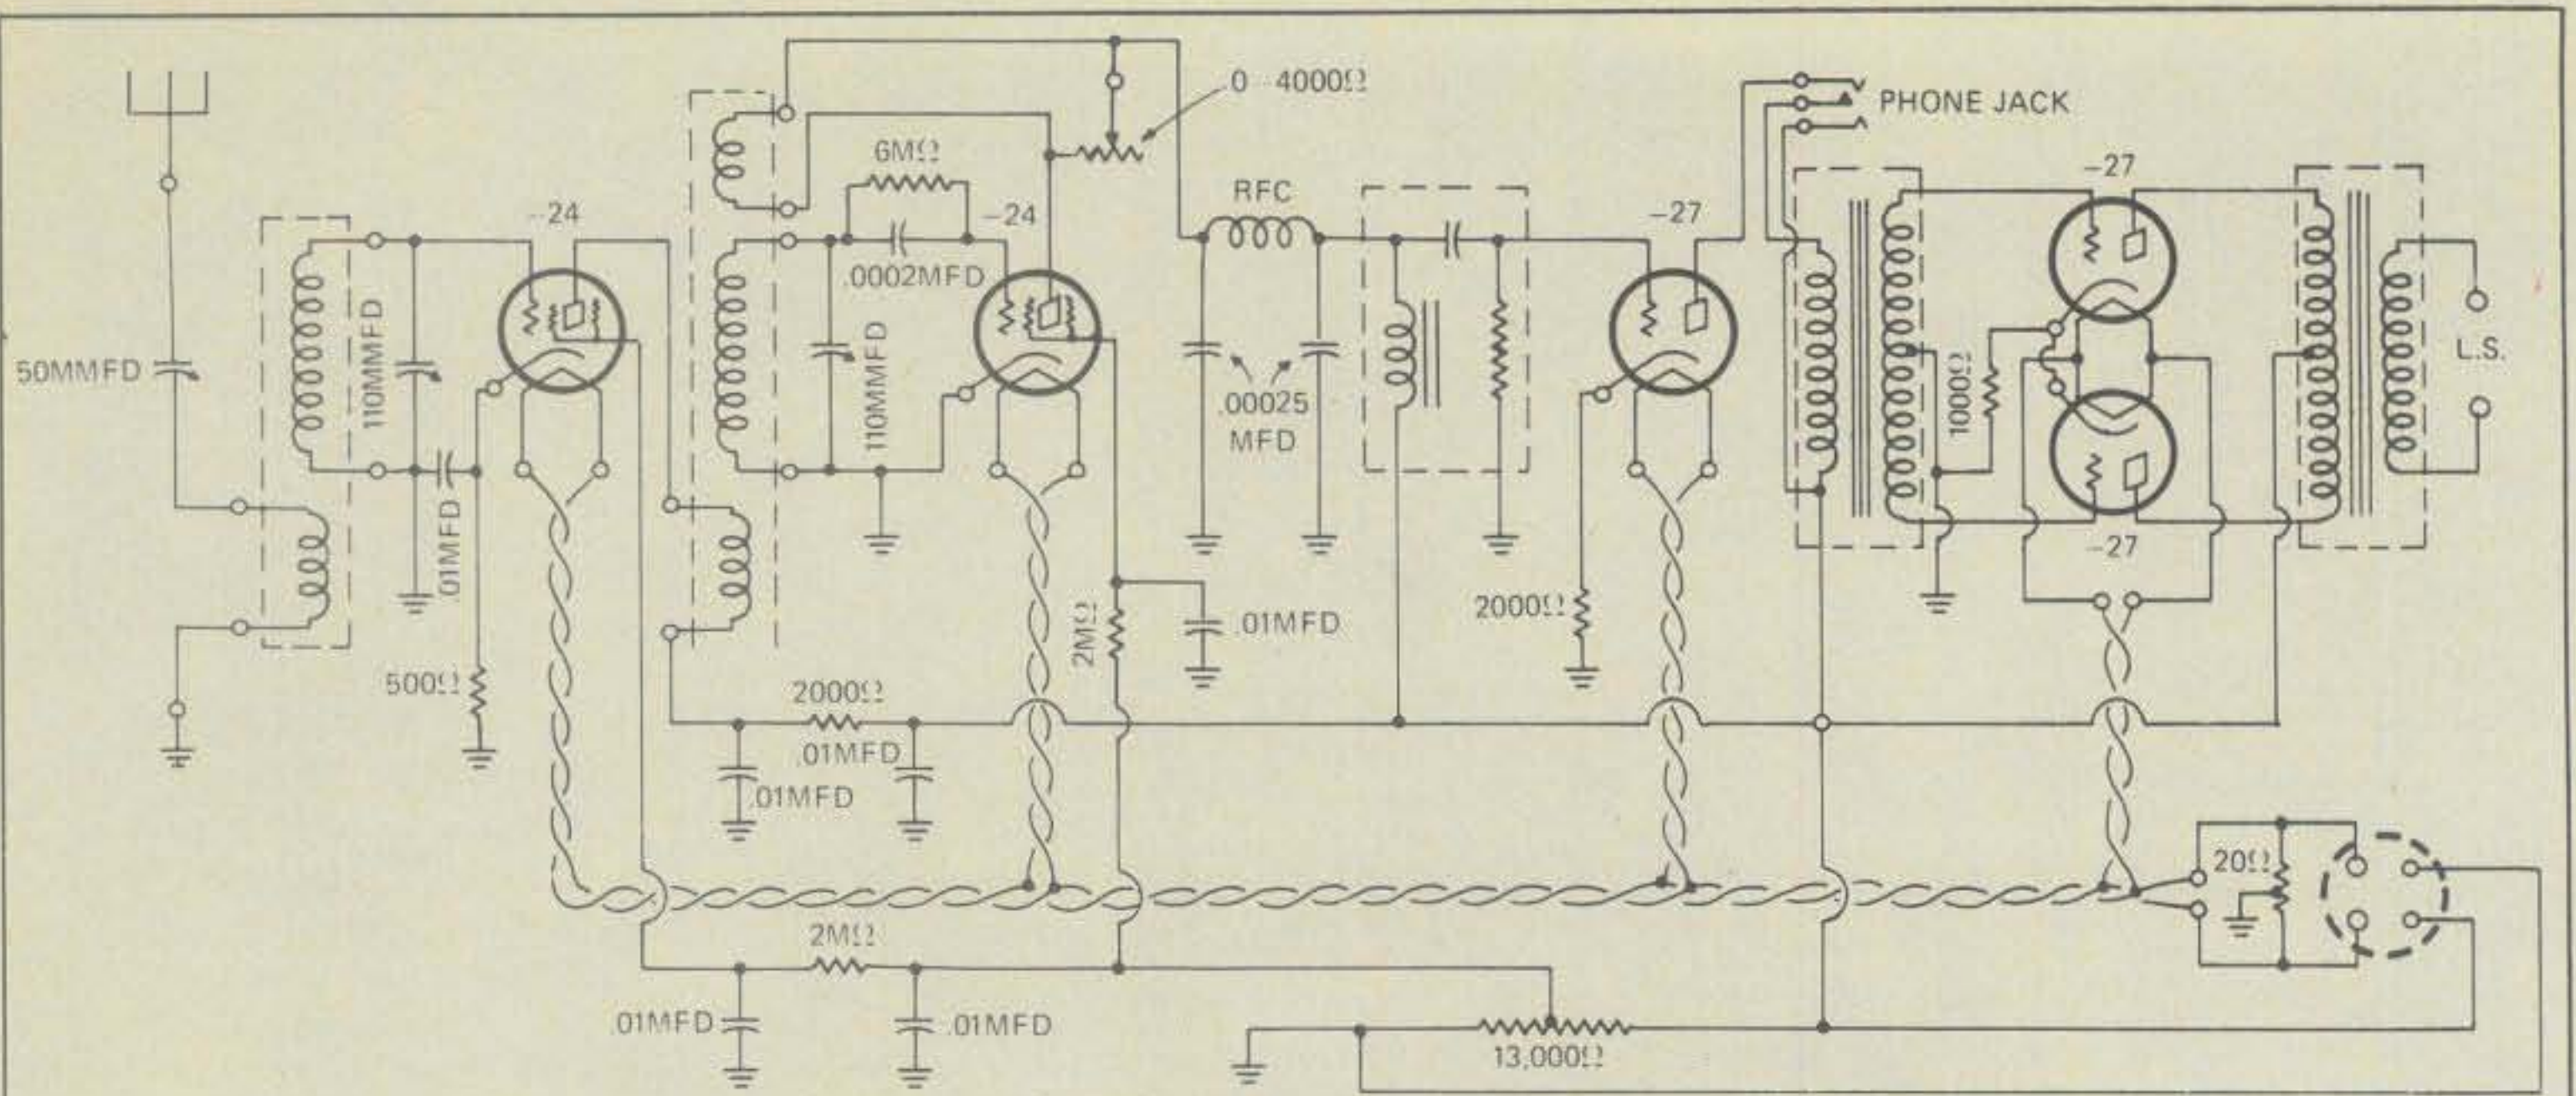 0-4000Ω
PHONE JACK
6MΩ
-27
RFC
-24
-24
-27
.0002MFD
110MMFD
110MMFD
50MMFD
L.S.
1000Ω
.00025
MFD
.01MFD
-27
2000Ω
2MΩ
.01MFD
500Ω
2000Ω
.01MFD
.01MFD
20Ω
2MΩ
.01MFD
.01MFD
13,000Ω